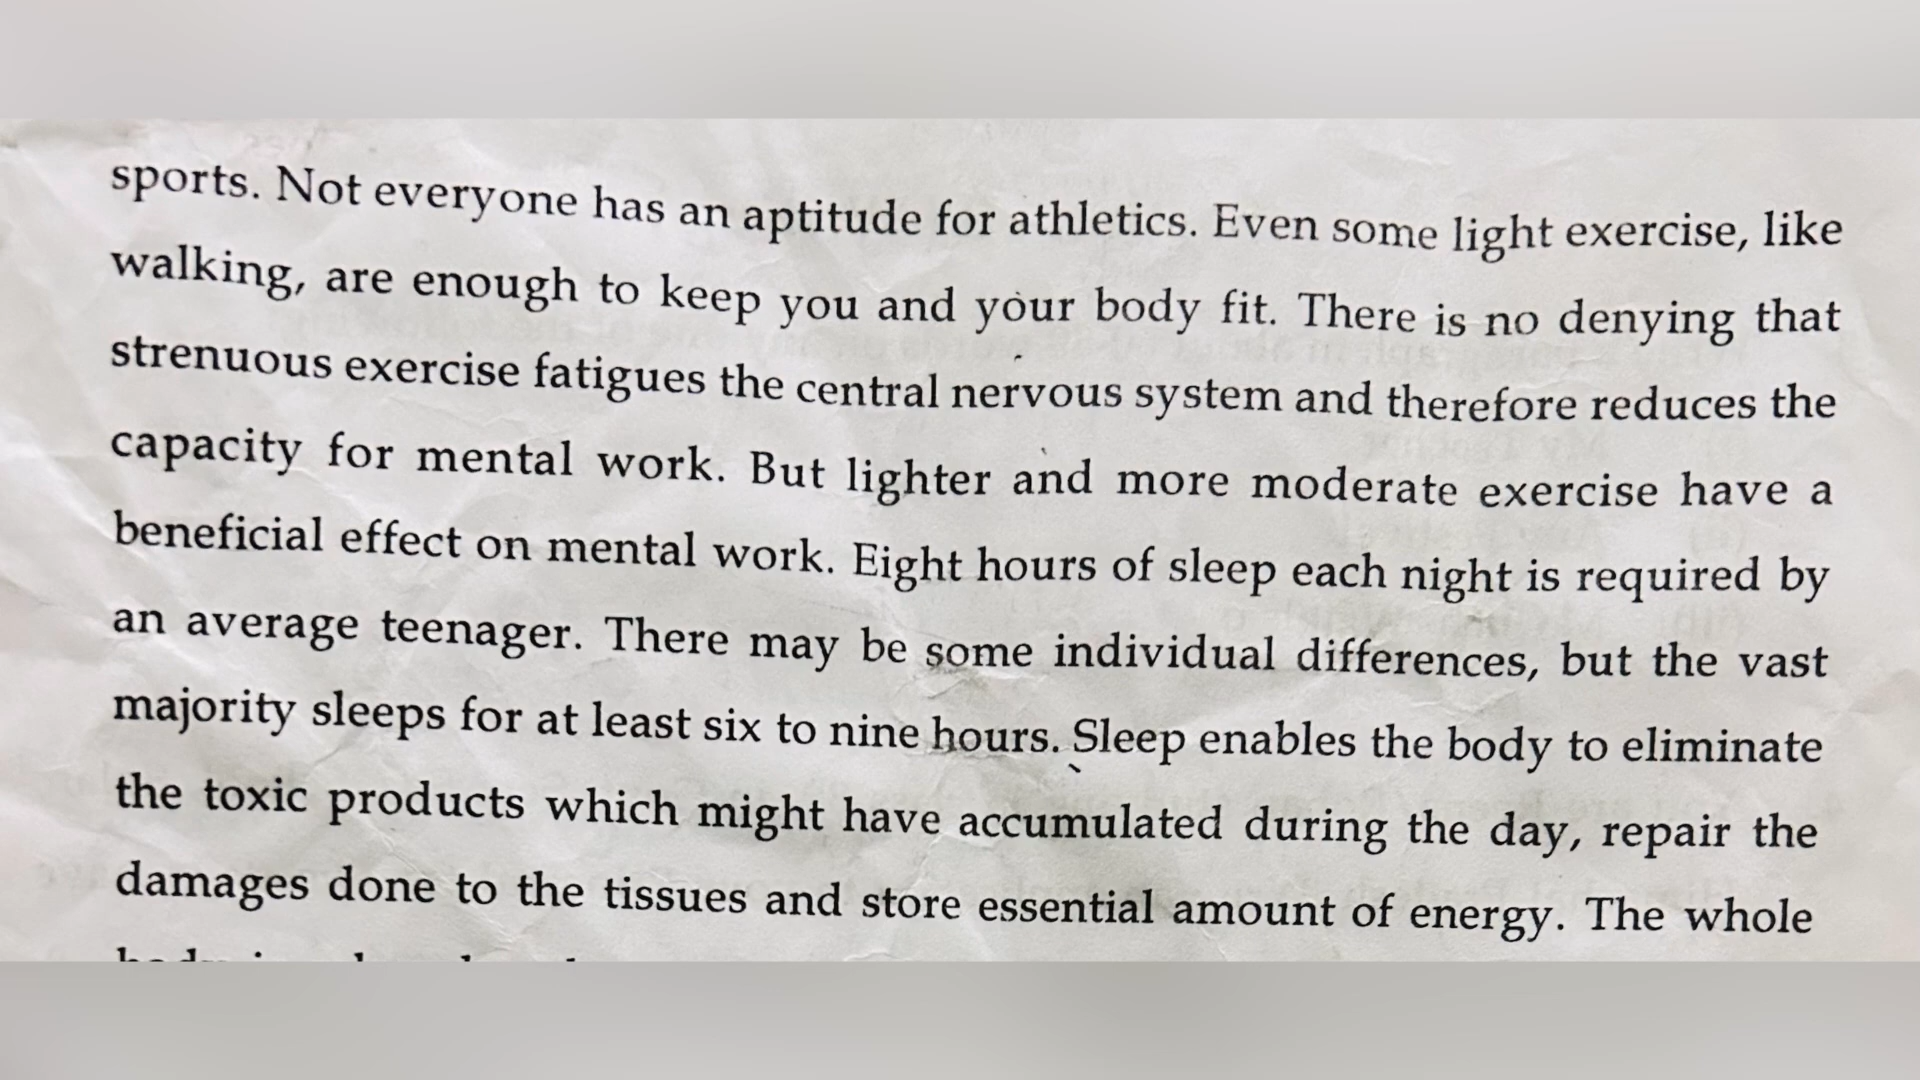 sports. Not everyone has an aptitude for athletics. Even some light exercise, like
walking, are enough to keep you and your body fit. There is no denying that
strenuous exercise fatigues the central nervous system and therefore reduces the
capacity for mental work. But lighter and more moderate exercise have a
beneficial effect on mental work. Eight hours of sleep each night is required by
an average teenager. There may be some individual differences, but the vast
majority sleeps for at least six to nine hours. Sleep enables the body to eliminate
the toxic products which might have accumulated during the day, repair the
damages done to the tissues and store essential amount of energy. The whole